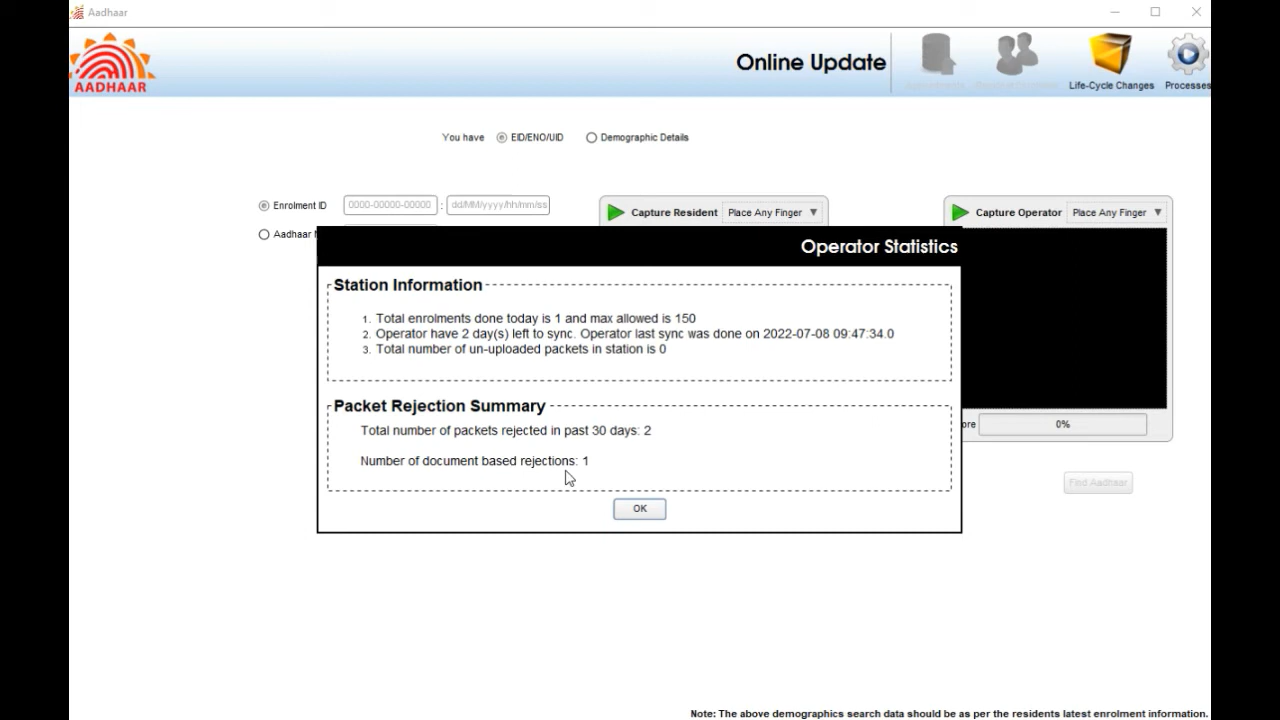 Aadhaar
AADHAAR
Online Update
Life-Cycle Changes
Processes
You have EID/ENO/UID Demographic Details
Enrolment ID 0000-00000-00000 : dd/MM/yyyy/hh/mm/ss
Capture Resident Place Any Finger
Capture Operator Place Any Finger
Operator Statistics
Station Information
1. Total enrolments done today is 1 and max allowed is 150
2. Operator have 2 day(s) left to sync. Operator last sync was done on 2022-07-08 09:47:34.0
3. Total number of un-uploaded packets in station is 0
Packet Rejection Summary
Total number of packets rejected in past 30 days: 2
Number of document based rejections: 1
OK
0%
Find Aadhaar
Note: The above demographics search data should be as per the residents latest enrolment information.